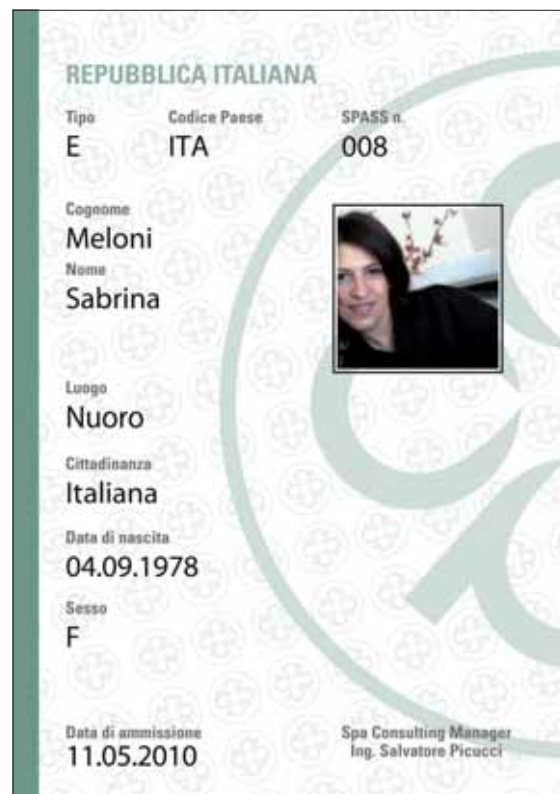 REPUBBLICA ITALIANA
Tipo Codice Paese SPASS n.
E ITA 008
Cognome
Meloni
Nome
Sabrina
Luogo
Nuoro
Cittadinanza
Italiana
Data di nascita
04.09.1978
Sesso
F
Data di ammissione Spa Consulting Manager
11.05.2010 Ing. Salvatore Picucci